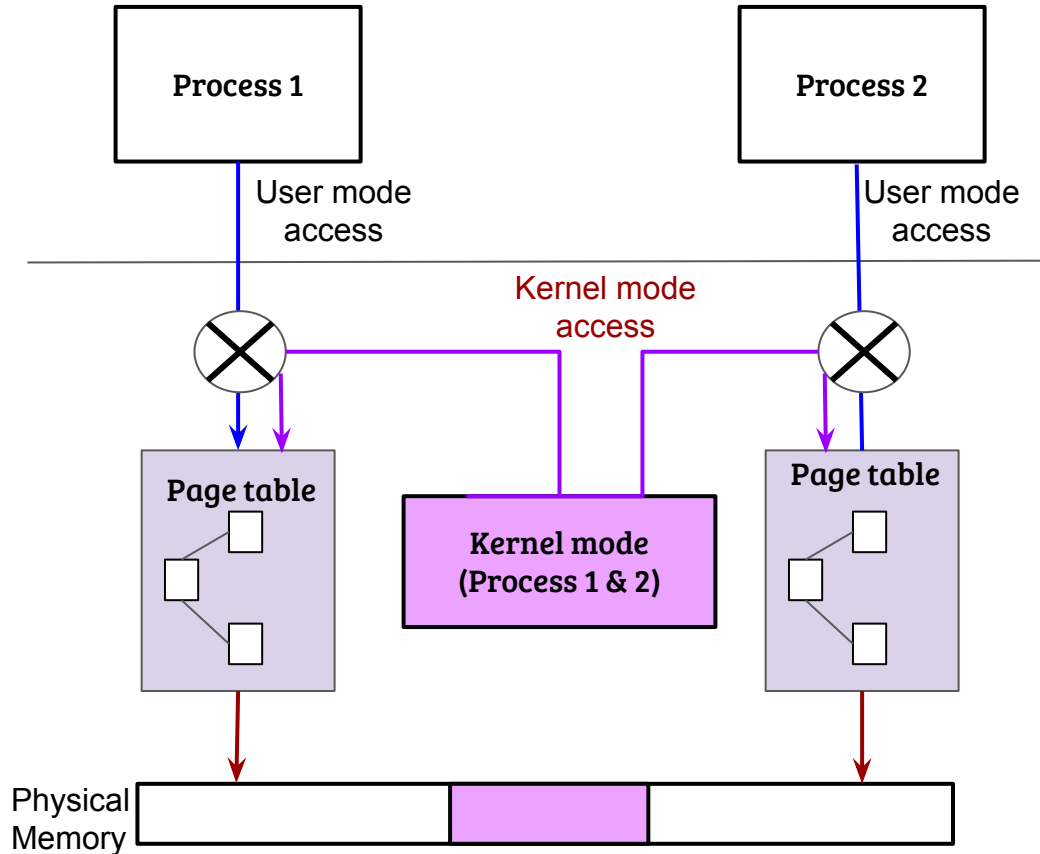 Process 1
Process 2
User mode
access
User mode
access
Kernel mode
access
Page table
Page table
Kernel mode
(Process 1 & 2)
Physical
Memory